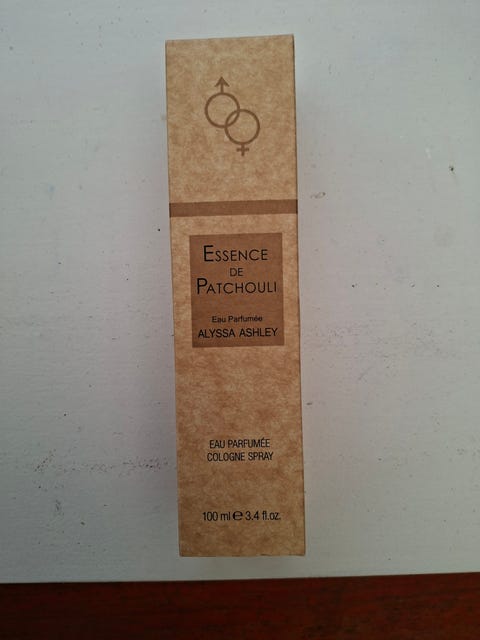 ESSENCE
DE
PATCHOULI
Eau Parfumée
ALYSSA ASHLEY
EAU PARFUMÉE
COLOGNE SPRAY
100 ml ℮ 3.4 fl.oz.